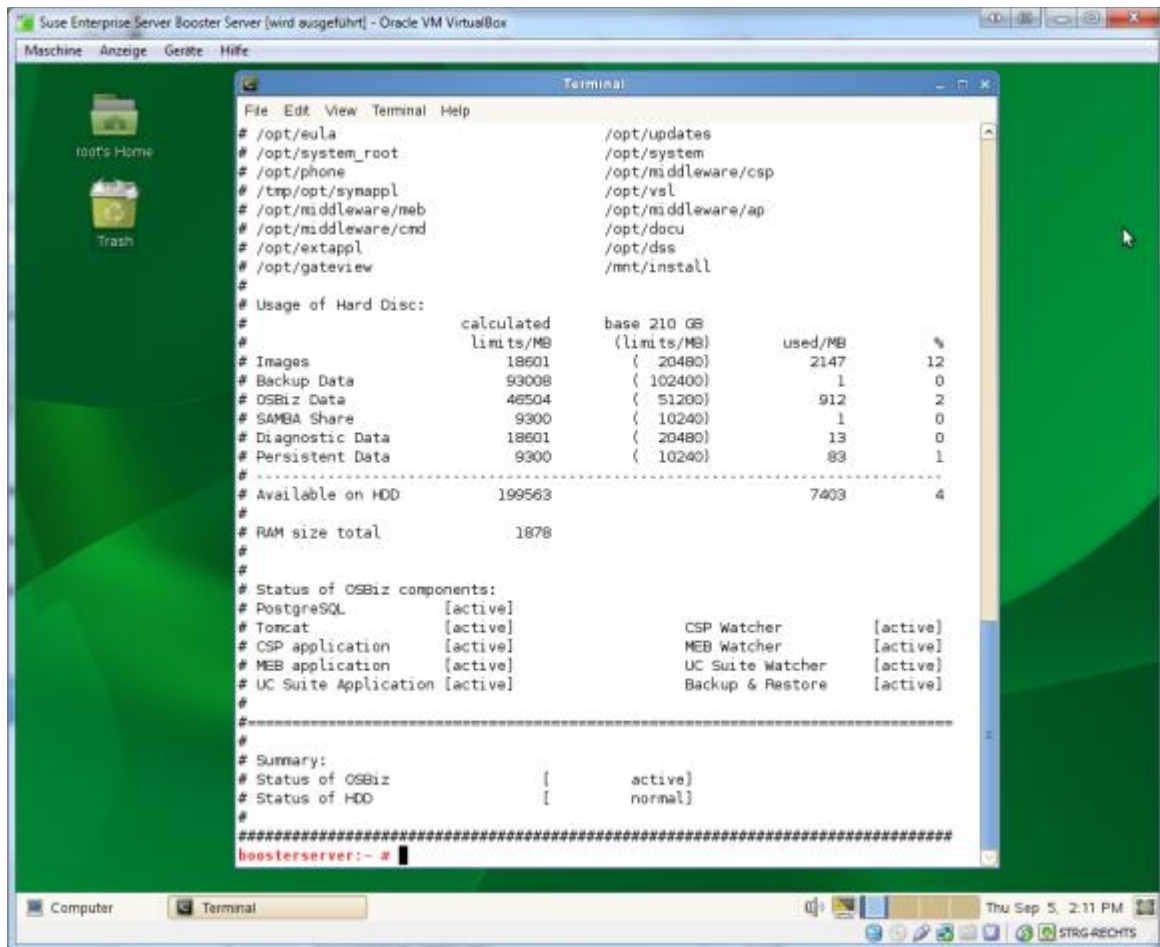 Suse Enterprise Server Booster Server [wird ausgeführt] - Oracle VM VirtualBox
Maschine Anzeige Geräte Hilfe
root's Home
Trash
Terminal
File Edit View Terminal Help
# /opt/eula /opt/updates
# /opt/system_root /opt/system
# /opt/phone /opt/middleware/csp
# /tmp/opt/symappl /opt/vsl
# /opt/middleware/meb /opt/middleware/ap
# /opt/middleware/cmd /opt/docu
# /opt/extappl /opt/dss
# /opt/gateview /mnt/install
#
# Usage of Hard Disc:
# calculated base 210 GB
# limits/MB (limits/MB) used/MB %
# Images 18601 ( 20480) 2147 12
# Backup Data 93008 ( 102400) 1 0
# OSBiz Data 46504 ( 51200) 912 2
# SAMBA Share 9300 ( 10240) 1 0
# Diagnostic Data 18601 ( 20480) 13 0
# Persistent Data 9300 ( 10240) 83 1
# --------------------------------------------------------------------------------
# Available on HDD 199563 7403 4
#
# RAM size total 1878
#
#
# Status of OSBiz components:
# PostgreSQL [active]
# Tomcat [active] CSP Watcher [active]
# CSP application [active] MEB Watcher [active]
# MEB application [active] UC Suite Watcher [active]
# UC Suite Application [active] Backup & Restore [active]
#
#================================================================================
#
# Summary:
# Status of OSBiz [ active]
# Status of HDD [ normal]
#
#################################################################################
boosterserver:~ #
Computer Terminal Thu Sep 5, 2:11 PM
STRG-RECHTS